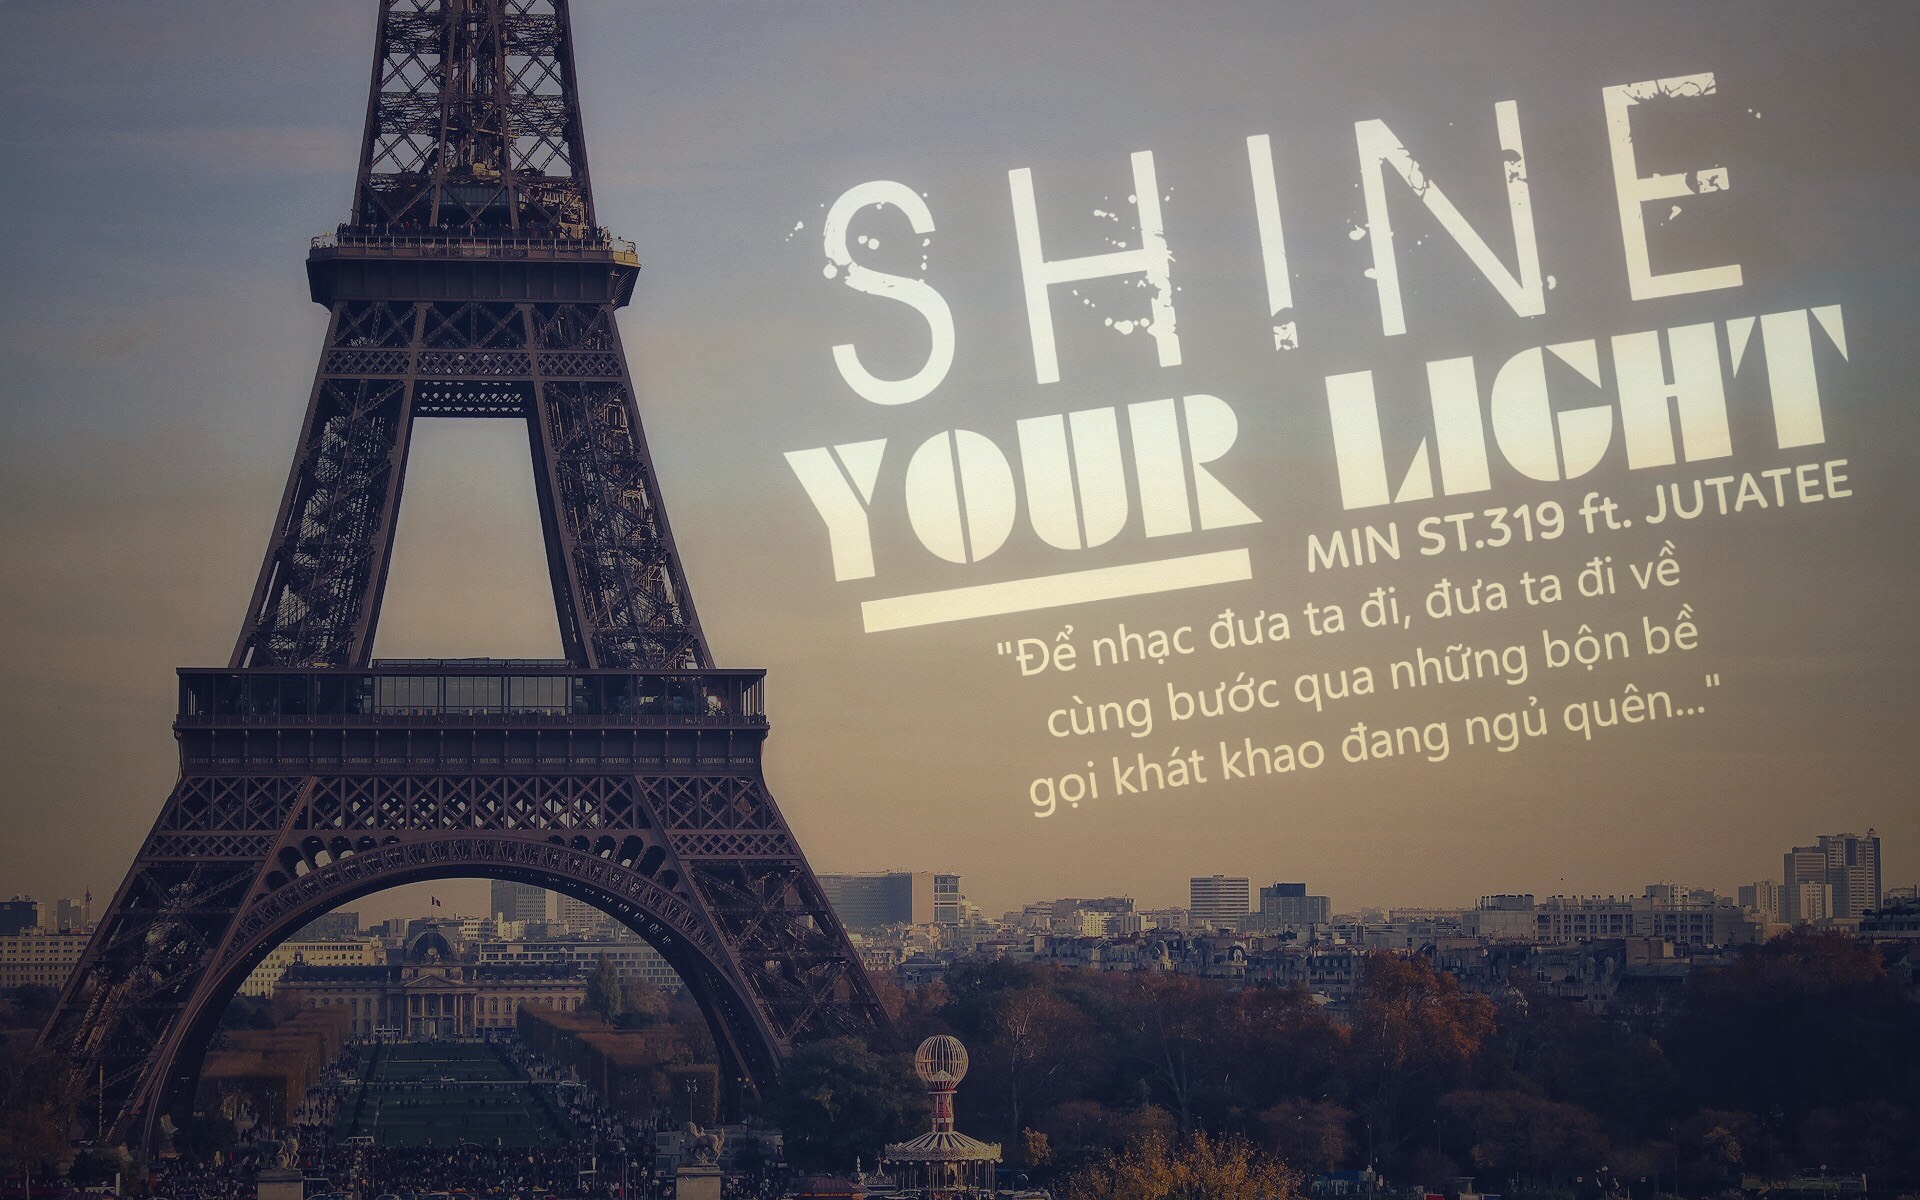 SHINE
YOUR LIGHT
MIN ST.319 ft. JUTATEE
"Để nhạc đưa ta đi, đưa ta đi về
cùng bước qua những bộn bề
gọi khát khao đang ngủ quên..."